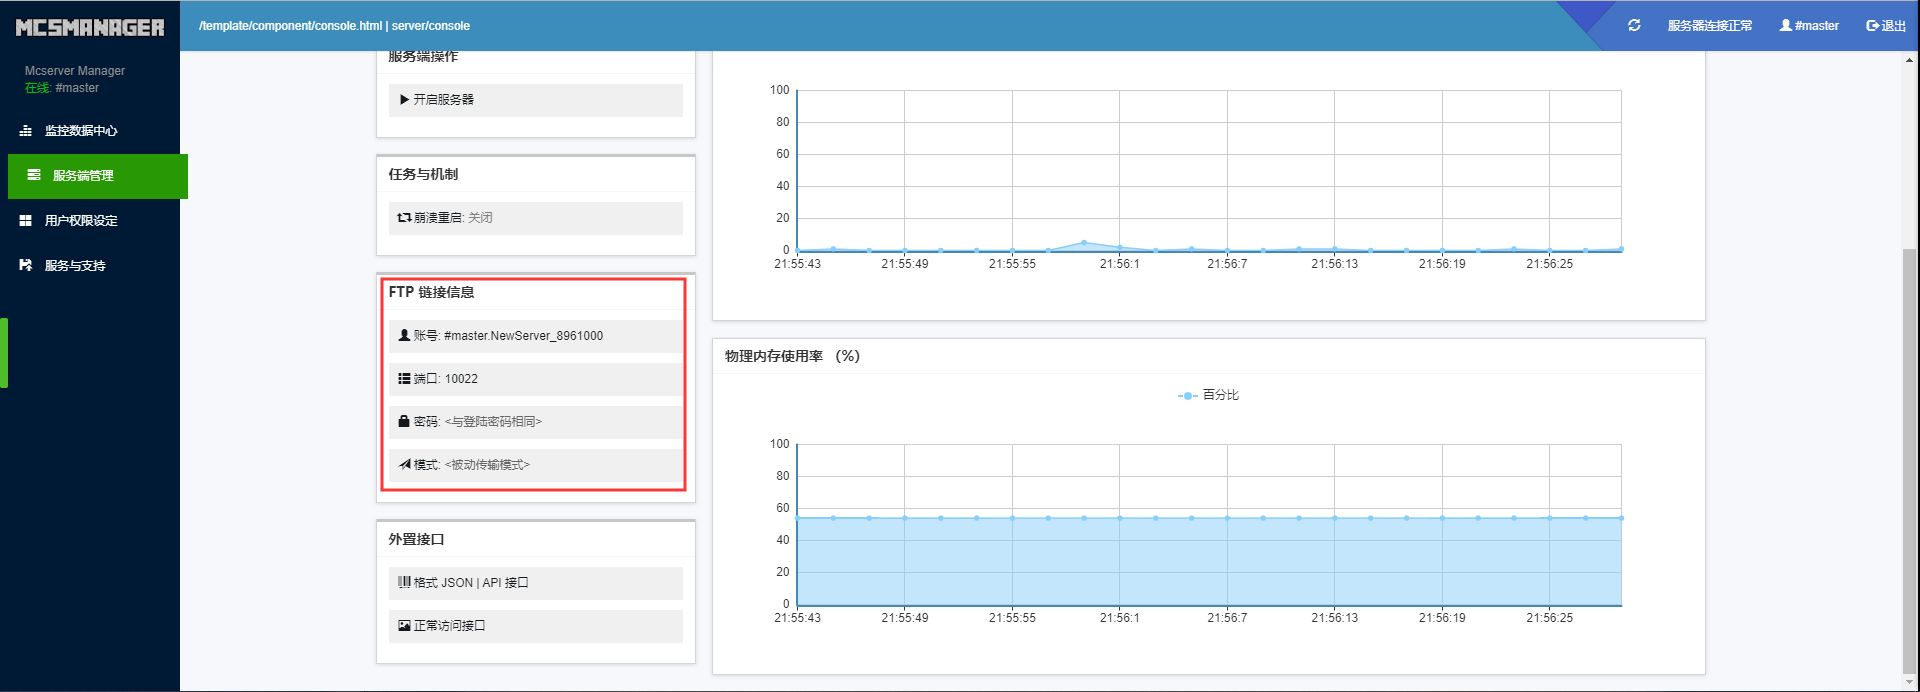 MCSMANAGER
/template/component/console.html | server/console
服务器连接正常
#master
退出
Mcserver Manager
在线: #master
监控数据中心
服务端管理
用户权限设定
服务与支持
服务端操作
开启服务器
任务与机制
崩溃重启: 关闭
FTP 链接信息
账号: #master.NewServer_8961000
端口: 10022
密码: <与登陆密码相同>
模式: <被动传输模式>
外置接口
格式 JSON | API 接口
正常访问接口
100
80
60
40
20
0
21:55:43 21:55:49 21:55:55 21:56:1 21:56:7 21:56:13 21:56:19 21:56:25
物理内存使用率 （%）
百分比
100
80
60
40
20
0
21:55:43 21:55:49 21:55:55 21:56:1 21:56:7 21:56:13 21:56:19 21:56:25